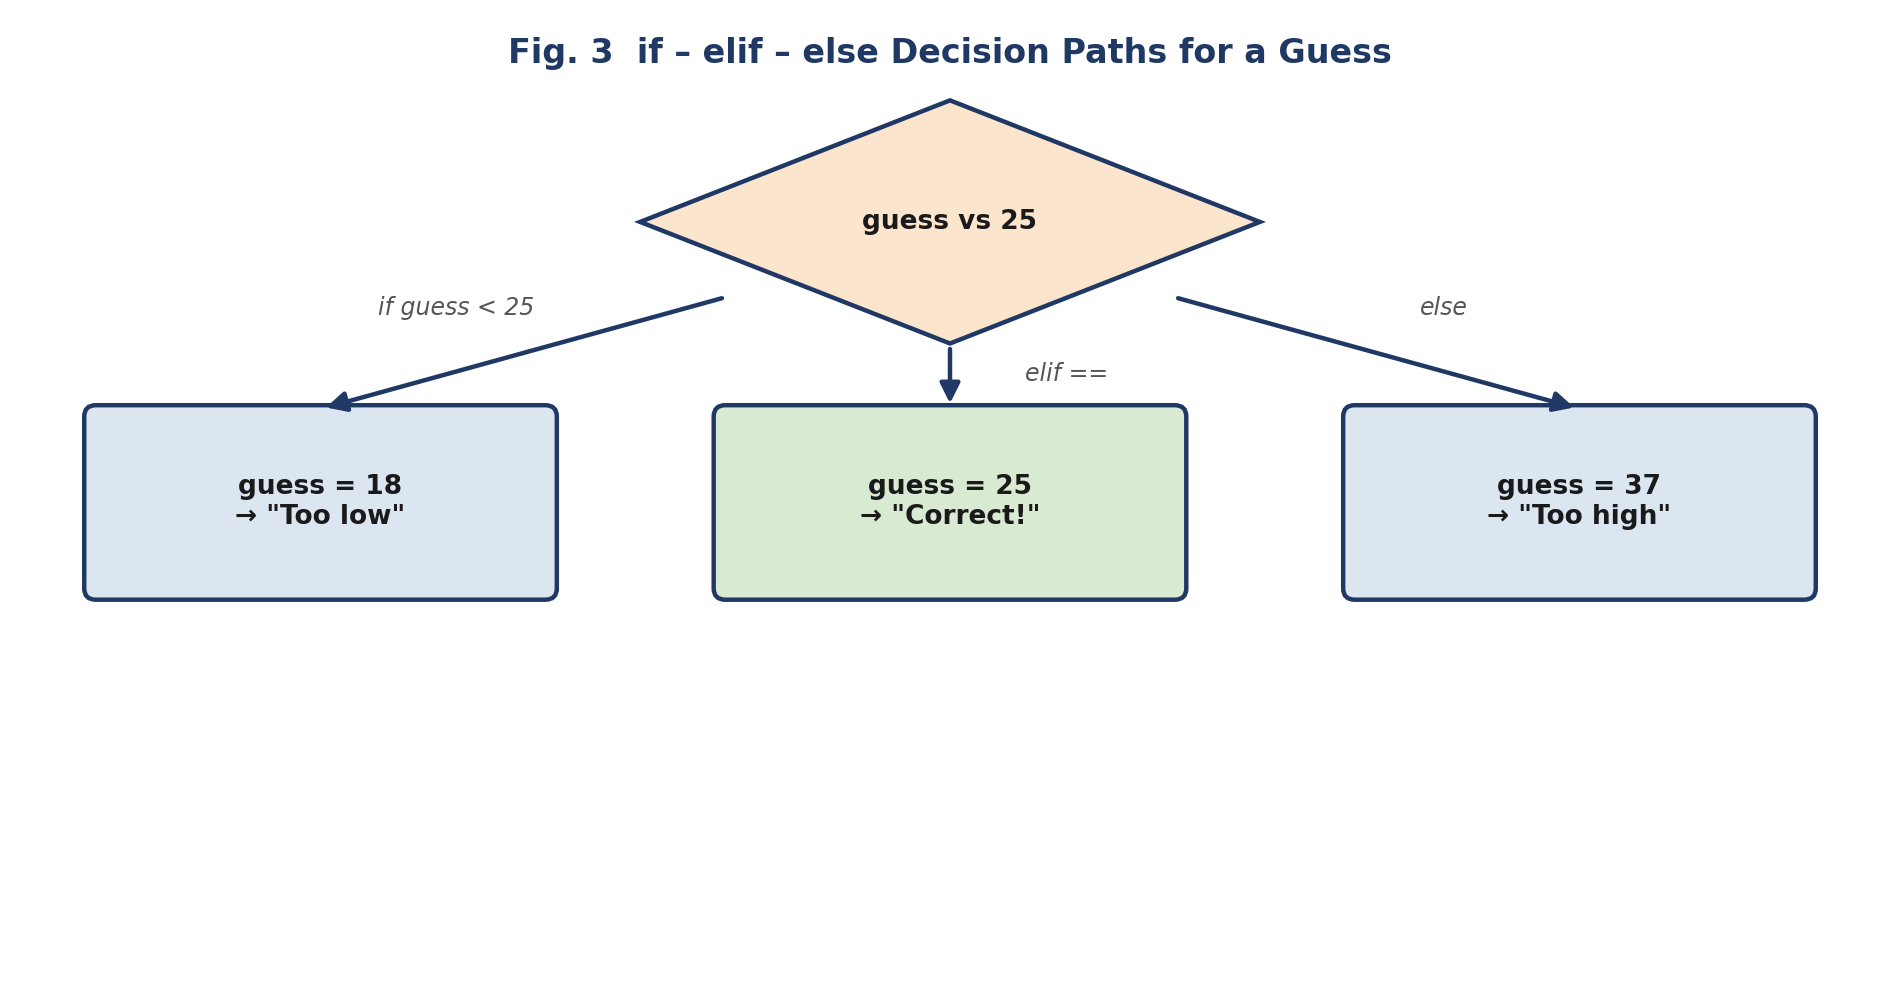 Fig. 3  if – elif – else Decision Paths for a Guess
guess vs 25
if guess < 25
else
elif ==
guess = 18
→ "Too low"
guess = 25
→ "Correct!"
guess = 37
→ "Too high"